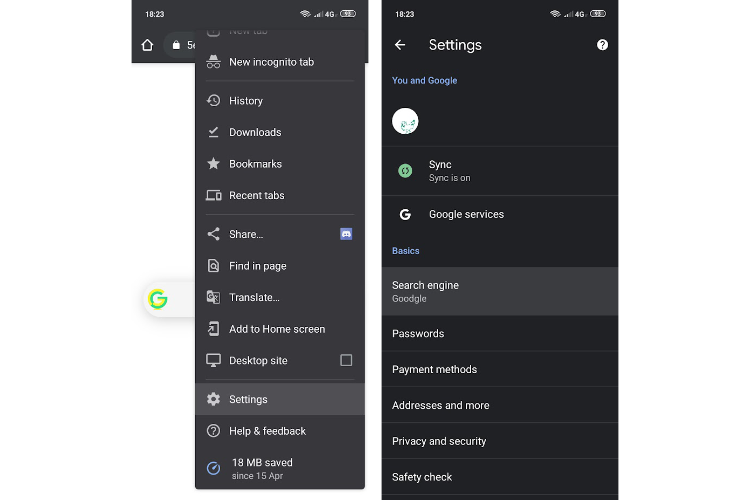 18:23
4G
93
5
New tab
New incognito tab
History
Downloads
Bookmarks
Recent tabs
Share...
Find in page
Translate...
Add to Home screen
Desktop site
Settings
Help & feedback
18 MB saved
since 15 Apr
18:23
4G
93
Settings
You and Google
Sync
Sync is on
Google services
Basics
Search engine
Goodgle
Passwords
Payment methods
Addresses and more
Privacy and security
Safety check